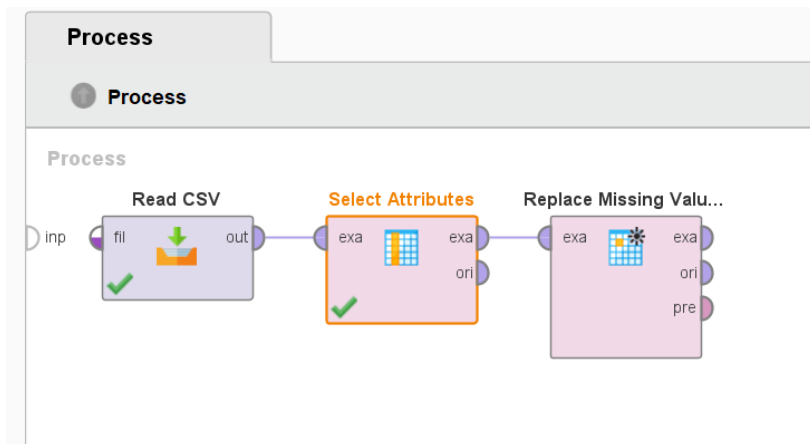 Process
Process
Process
Read CSV
Select Attributes
Replace Missing Valu...
inp
fil
out
exa
exa
ori
exa
exa
ori
pre